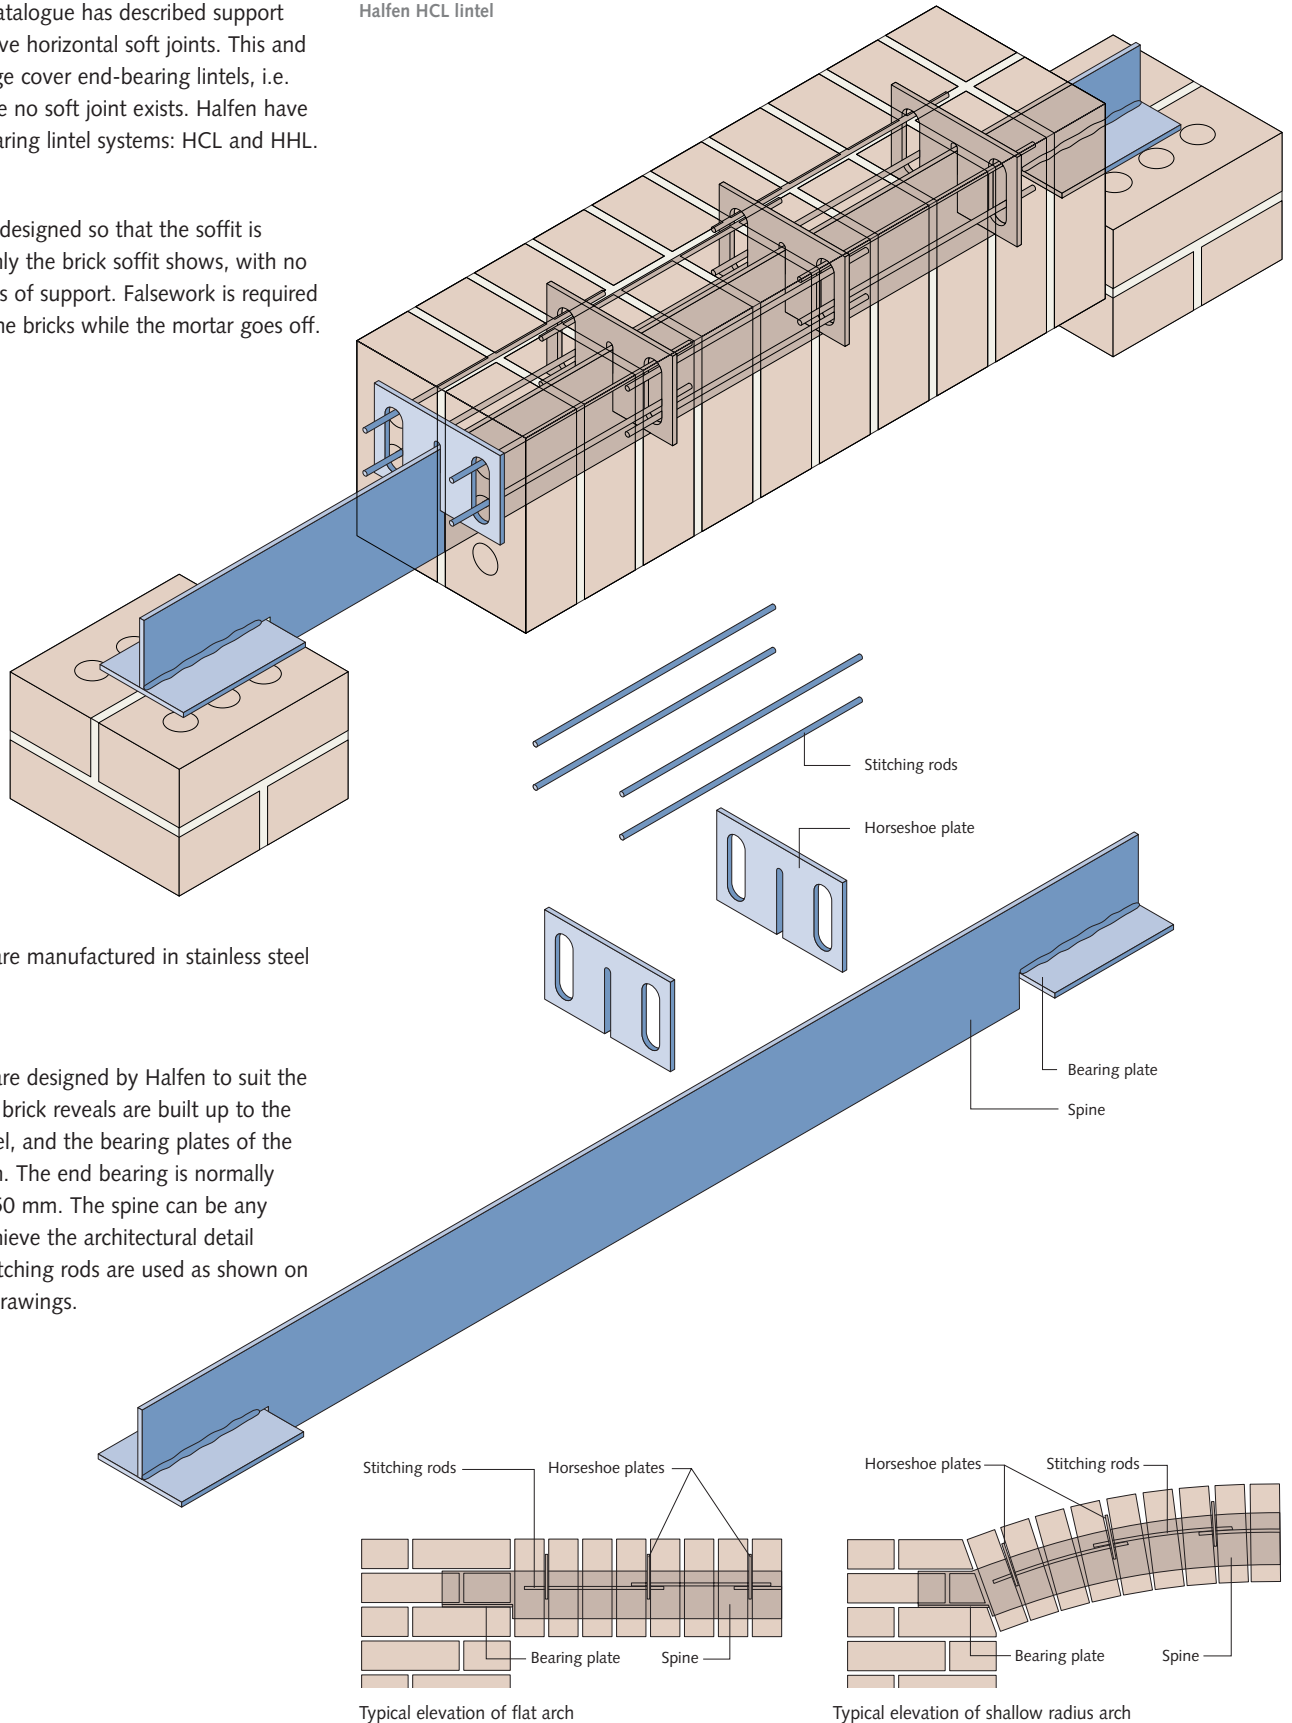 atalogue has described support
ve horizontal soft joints. This and
ge cover end-bearing lintels, i.e.
e no soft joint exists. Halfen have
aring lintel systems: HCL and HHL.
designed so that the soffit is
nly the brick soffit shows, with no
s of support. Falsework is required
he bricks while the mortar goes off.
Halfen HCL lintel
Stitching rods
Horseshoe plate
Bearing plate
Spine
are manufactured in stainless steel
are designed by Halfen to suit the
brick reveals are built up to the
el, and the bearing plates of the
n. The end bearing is normally
50 mm. The spine can be any
hieve the architectural detail
itching rods are used as shown on
drawings.
Stitching rods
Horseshoe plates
Bearing plate
Spine
Typical elevation of flat arch
Horseshoe plates
Stitching rods
Bearing plate
Spine
Typical elevation of shallow radius arch